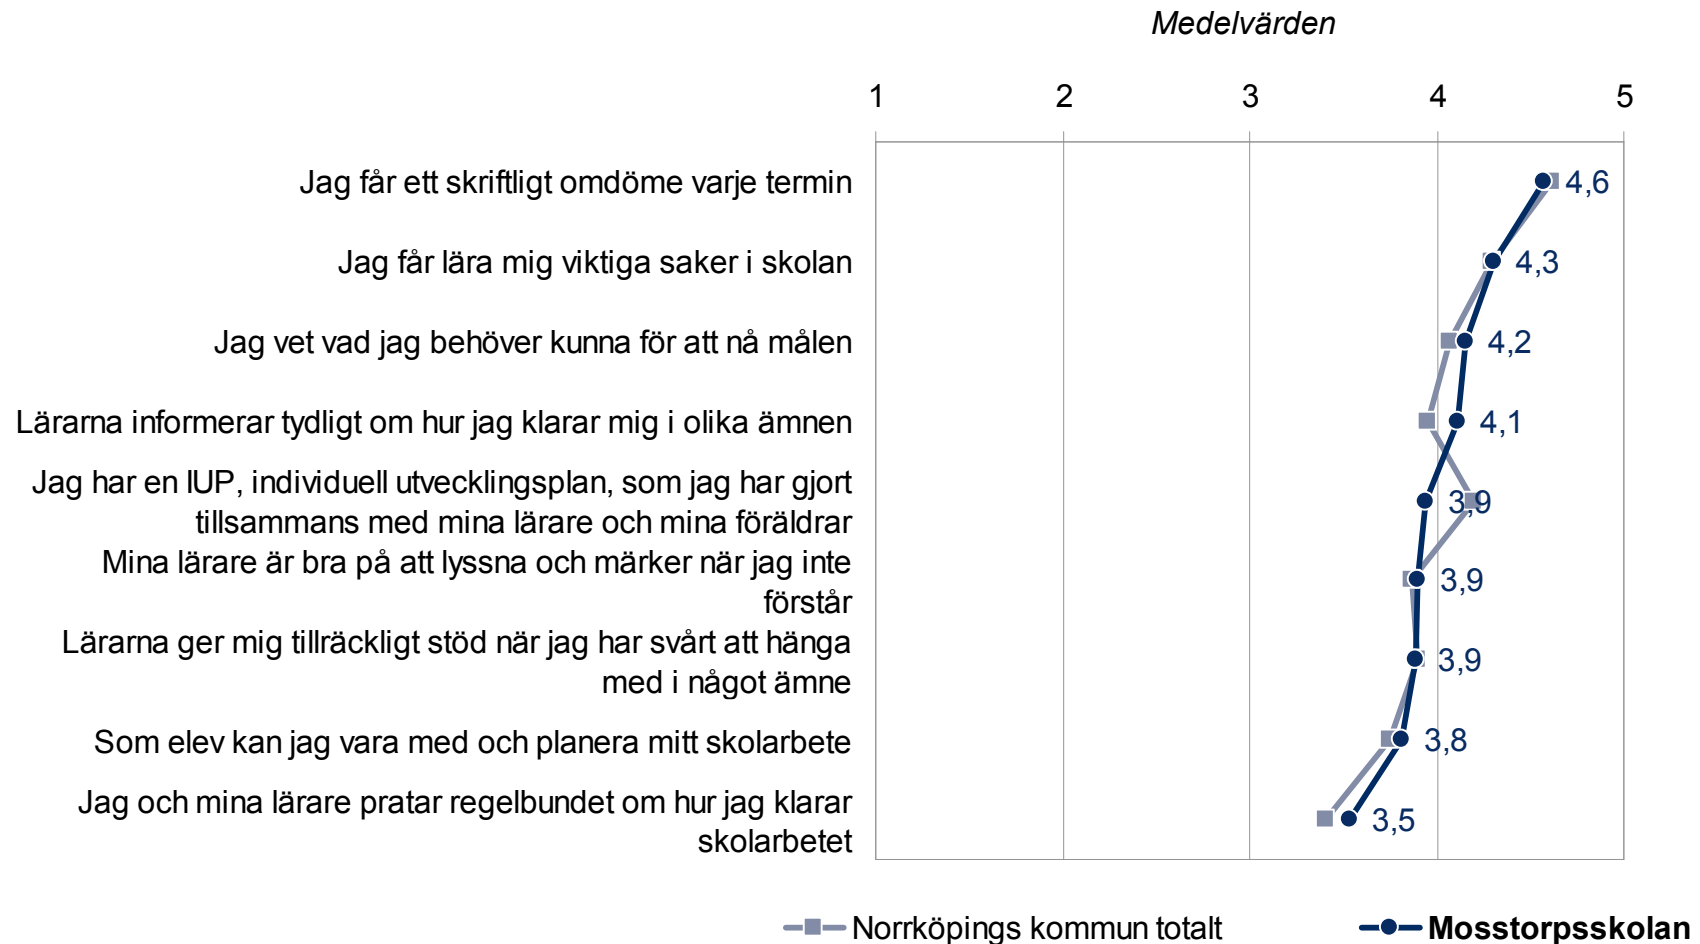 Medelvärden
1 2 3 4 5
Jag får ett skriftligt omdöme varje termin 4,6
Jag får lära mig viktiga saker i skolan 4,3
Jag vet vad jag behöver kunna för att nå målen 4,2
Lärarna informerar tydligt om hur jag klarar mig i olika ämnen 4,1
Jag har en IUP, individuell utvecklingsplan, som jag har gjort
tillsammans med mina lärare och mina föräldrar 3,9
Mina lärare är bra på att lyssna och märker när jag inte
förstår 3,9
Lärarna ger mig tillräckligt stöd när jag har svårt att hänga
med i något ämne 3,9
Som elev kan jag vara med och planera mitt skolarbete 3,8
Jag och mina lärare pratar regelbundet om hur jag klarar
skolarbetet 3,5
Norrköpings kommun totalt Mosstorpsskolan